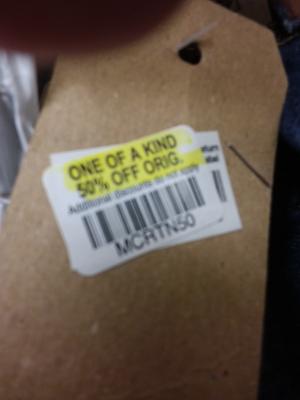 ONE OF A KIND
50% OFF ORIG.
Additional discounts do not apply
MCRTN50